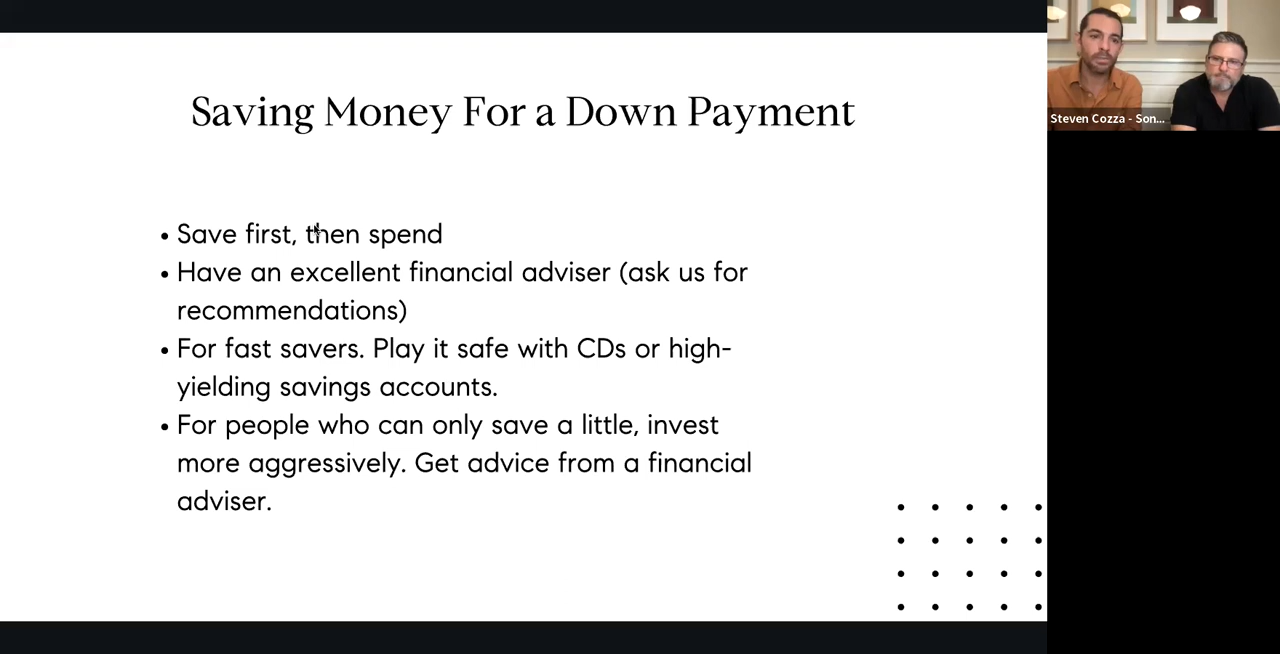 Saving Money For a Down Payment
• Save first, then spend
• Have an excellent financial adviser (ask us for
recommendations)
• For fast savers. Play it safe with CDs or high-
yielding savings accounts.
• For people who can only save a little, invest
more aggressively. Get advice from a financial
adviser.
Steven Cozza - Son...